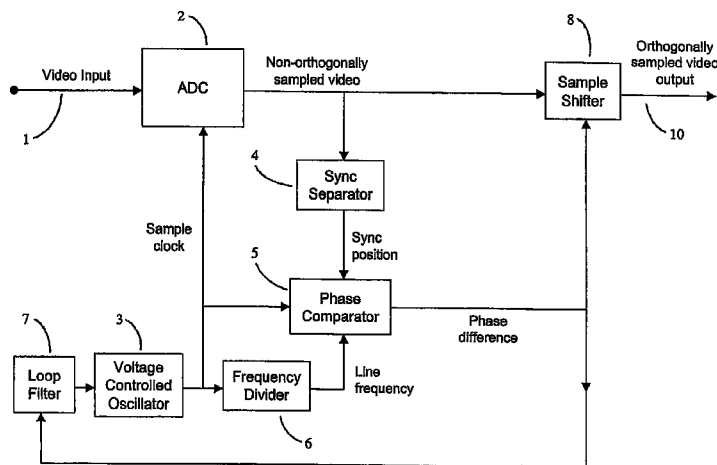 2
8
Video Input
ADC
Non-orthogonally
sampled video
Sample
Shifter
Orthogonally
sampled video
output
1
10
4
Sync
Separator
Sample
clock
Sync
position
5
Phase
Comparator
Phase
difference
7
3
Loop
Filter
Voltage
Controlled
Oscillator
Frequency
Divider
Line
frequency
6